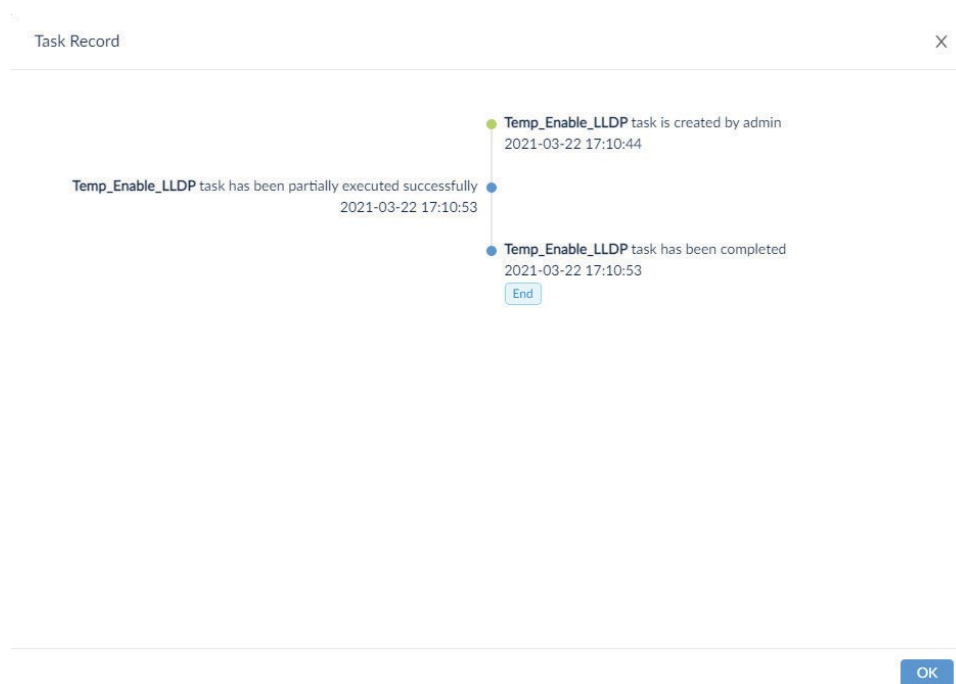 Task Record
X
Temp_Enable_LLDP task is created by admin
2021-03-22 17:10:44
Temp_Enable_LLDP task has been partially executed successfully
2021-03-22 17:10:53
Temp_Enable_LLDP task has been completed
2021-03-22 17:10:53
End
OK